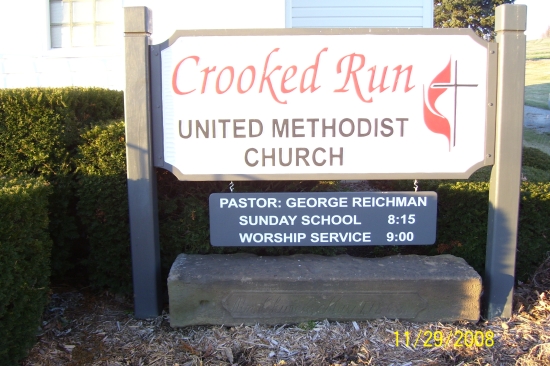 Crooked Run
UNITED METHODIST
CHURCH
PASTOR: GEORGE REICHMAN
SUNDAY SCHOOL 8:15
WORSHIP SERVICE 9:00
11/29/2008